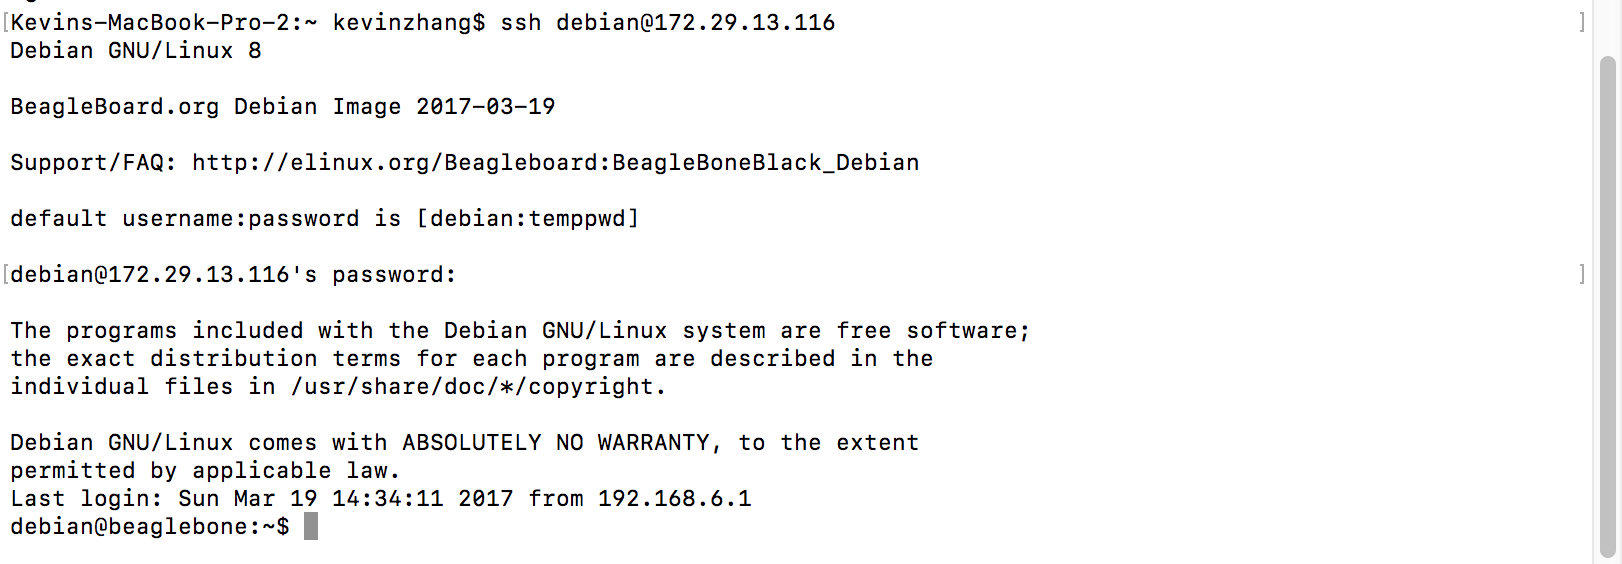 [Kevins-MacBook-Pro-2:~ kevinzhang$ ssh debian@172.29.13.116 ]
Debian GNU/Linux 8
BeagleBoard.org Debian Image 2017-03-19
Support/FAQ: http://elinux.org/Beagleboard:BeagleBoneBlack_Debian
default username:password is [debian:temppwd]
[debian@172.29.13.116's password: ]
The programs included with the Debian GNU/Linux system are free software;
the exact distribution terms for each program are described in the
individual files in /usr/share/doc/*/copyright.
Debian GNU/Linux comes with ABSOLUTELY NO WARRANTY, to the extent
permitted by applicable law.
Last login: Sun Mar 19 14:34:11 2017 from 192.168.6.1
debian@beaglebone:~$